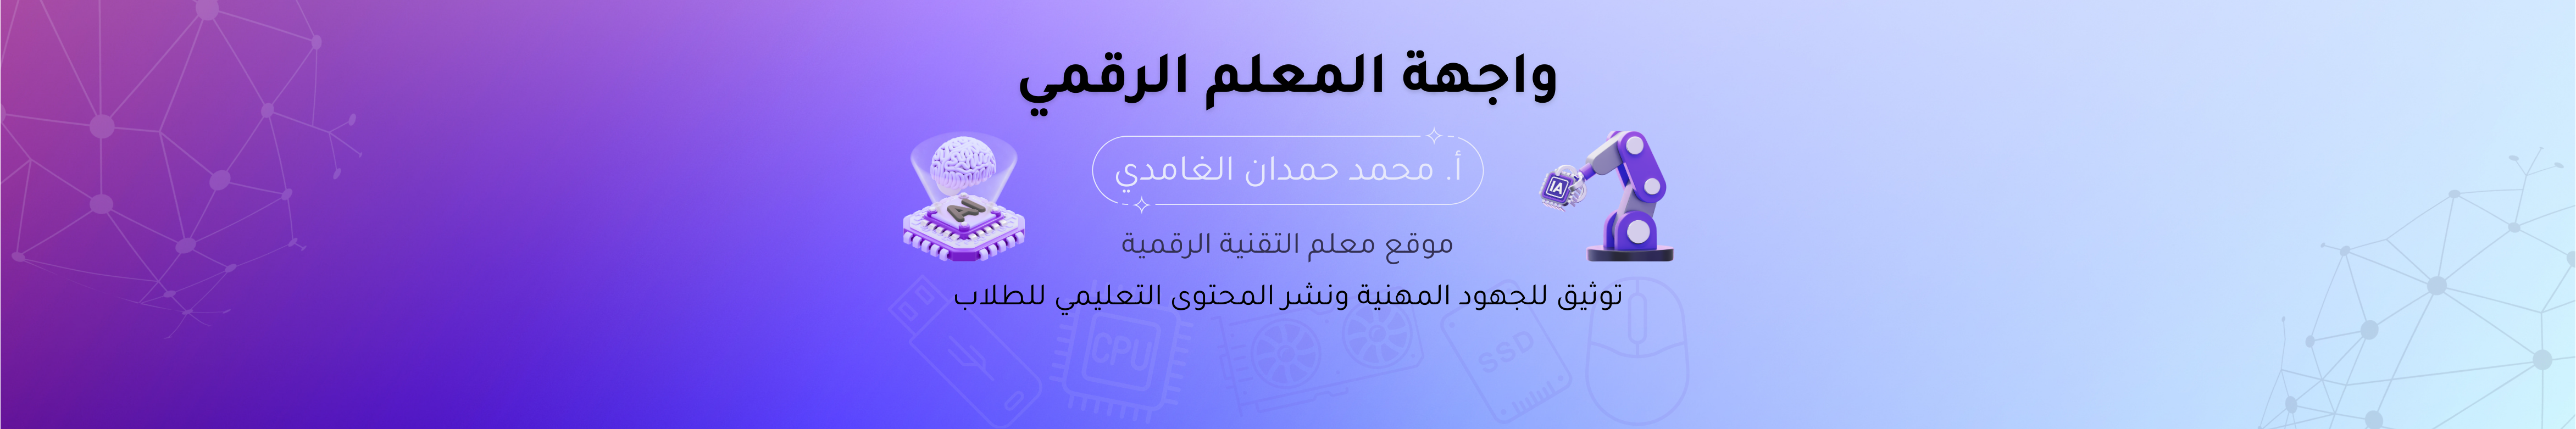 واجهة المعلم الرقمي
أ. محمد حمدان الغامدي
IA
AI
موقع معلم التقنية الرقمية
توثيق للجهود المهنية ونشر المحتوى التعليمي للطلاب
CPU
SSD